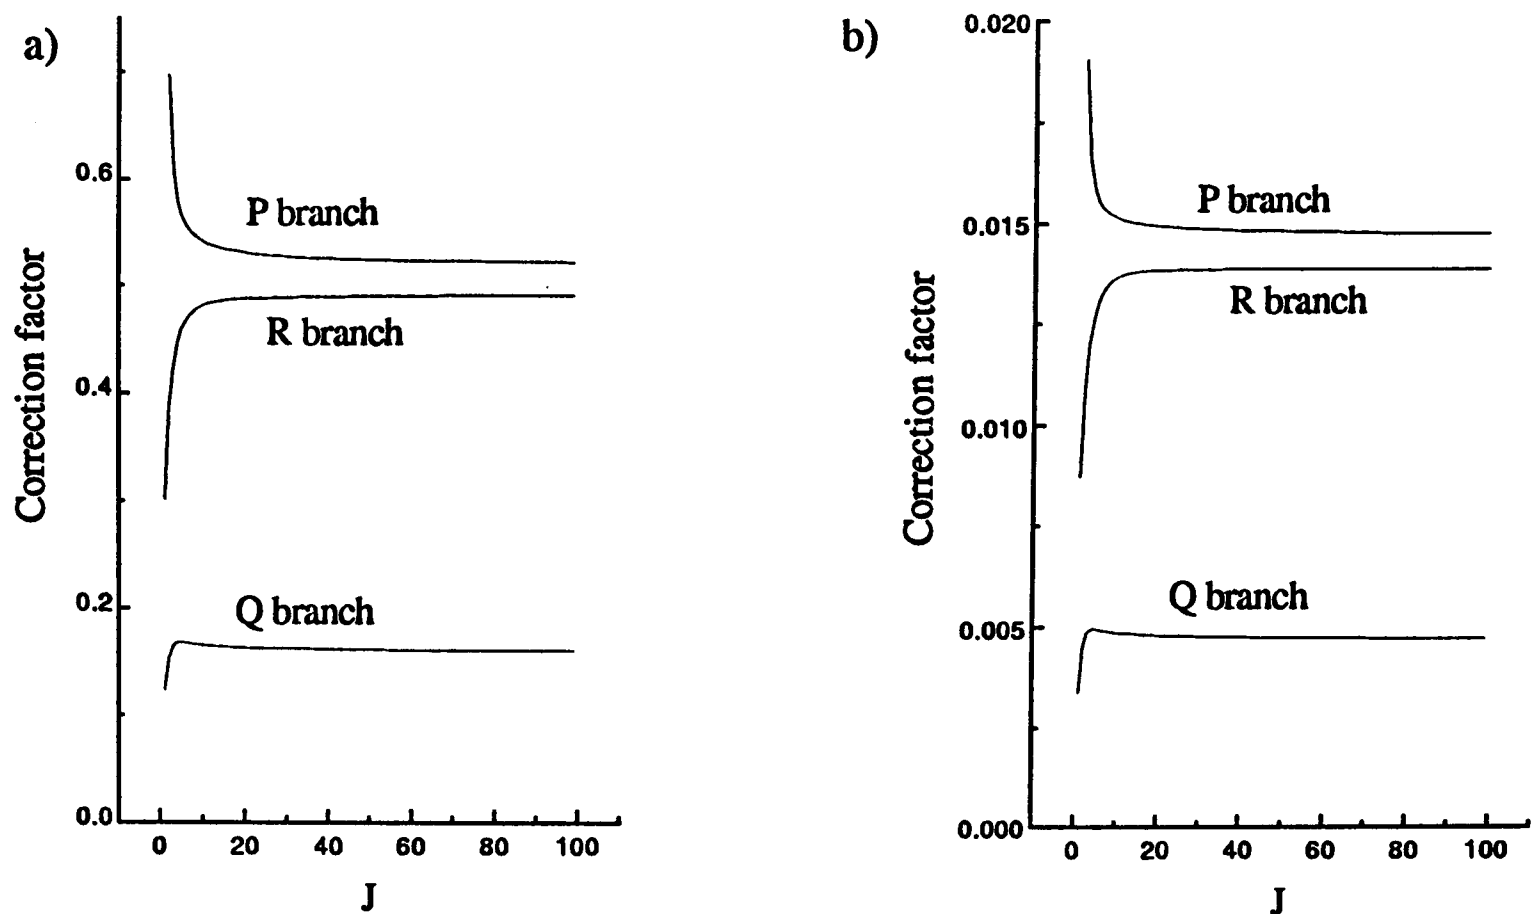 a)
Correction factor
0.6
0.4
0.2
0.0
P branch
R branch
Q branch
0 20 40 60 80 100
J
b)
Correction factor
0.020
0.015
0.010
0.005
0.000
P branch
R branch
Q branch
0 20 40 60 80 100
J